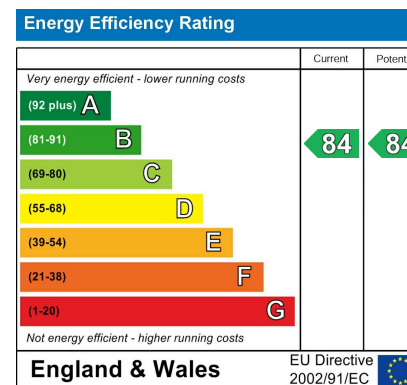 Energy Efficiency Rating
Current Potent
Very energy efficient - lower running costs
(92 plus) A
(81-91) B 84 84
(69-80) C
(55-68) D
(39-54) E
(21-38) F
(1-20) G
Not energy efficient - higher running costs
England & Wales
EU Directive
2002/91/EC